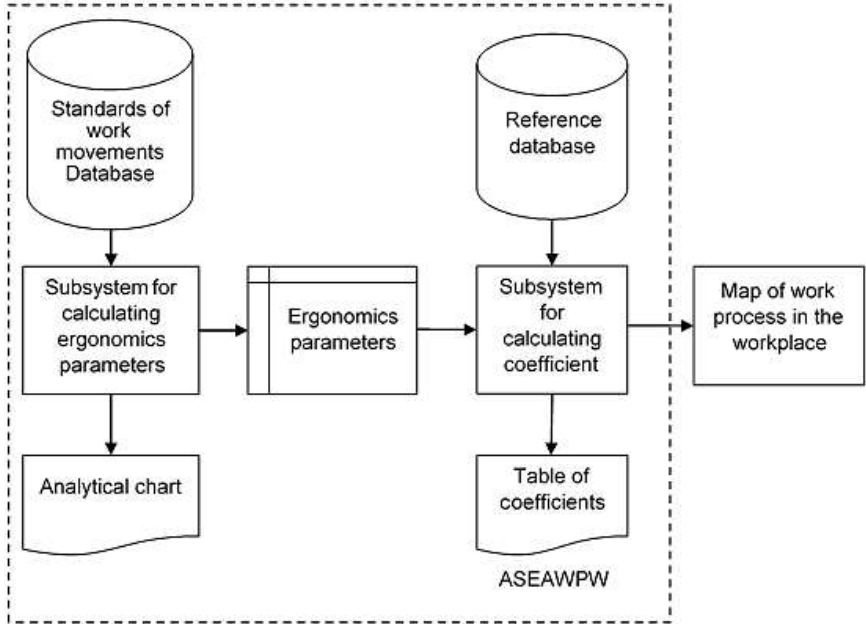 Standards of
work
movements
Database
Reference
database
Subsystem for
calculating
ergonomics
parameters
Ergonomics
parameters
Subsystem
for
calculating
coefficient
Map of work
process in the
workplace
Analytical chart
Table of
coefficients
ASEAWPW